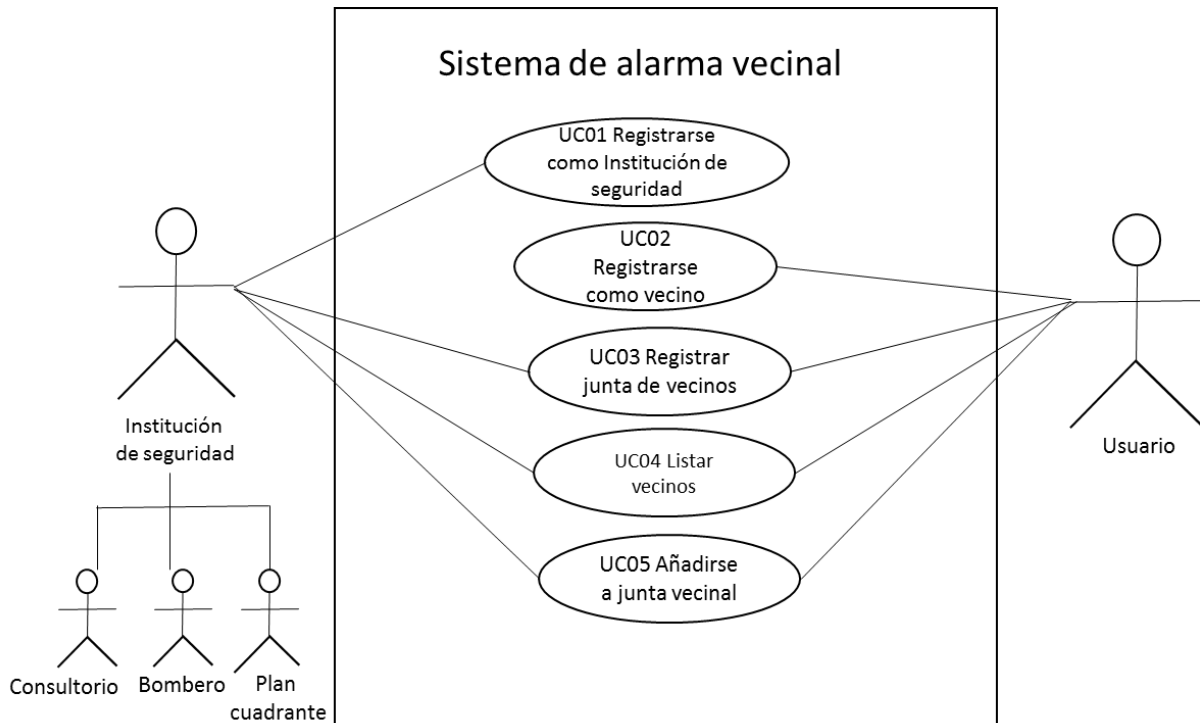 Sistema de alarma vecinal
UC01 Registrarse
como Institución de
seguridad
UC02
Registrarse
como vecino
UC03 Registrar
junta de vecinos
UC04 Listar
vecinos
UC05 Añadirse
a junta vecinal
Institución
de seguridad
Consultorio
Bombero
Plan
cuadrante
Usuario